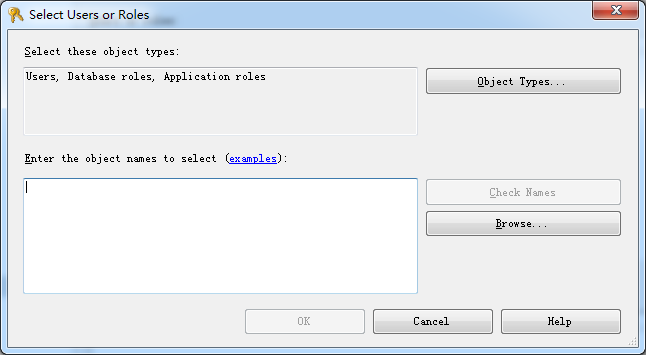 Select Users or Roles
Select these object types:
Users, Database roles, Application roles
Object Types...
Enter the object names to select (examples):
Check Names
Browse...
OK
Cancel
Help